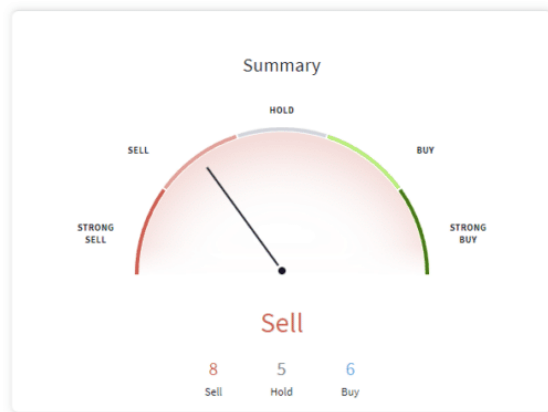 Summary
HOLD
SELL
BUY
STRONG
SELL
STRONG
BUY
Sell
8
5
6
Sell
Hold
Buy